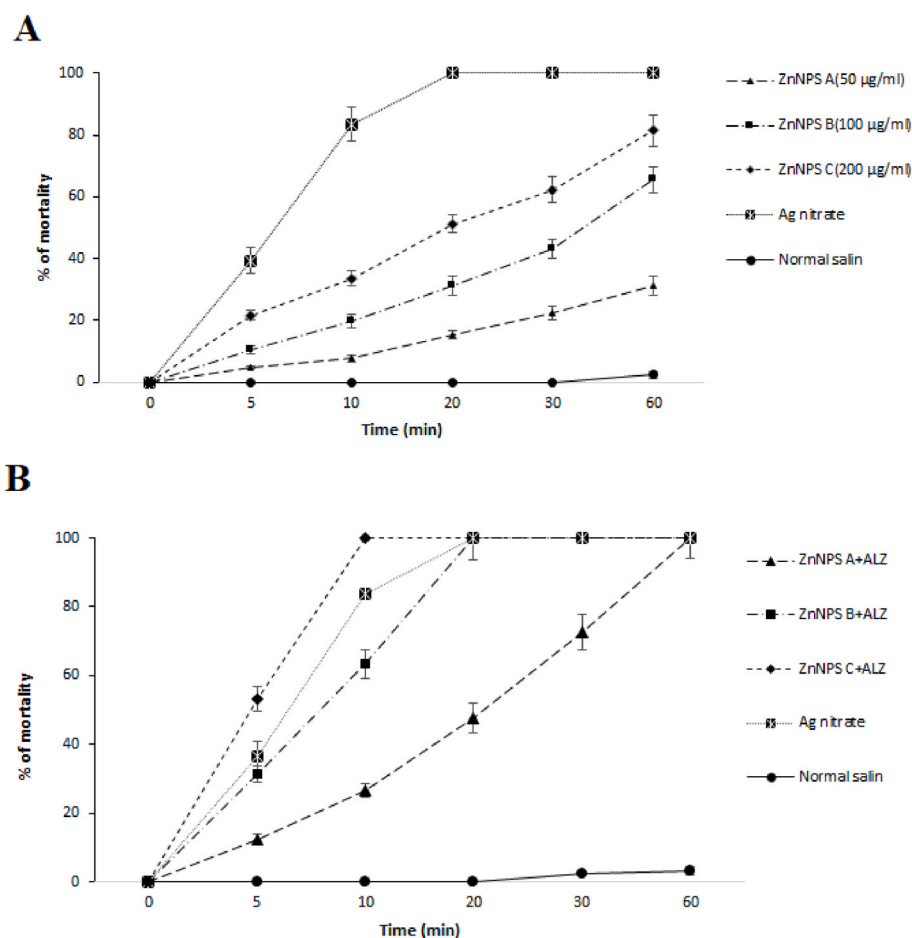 A
100
80
60
40
20
0
% of mortality
0 5 10 20 30 60
Time (min)
ZnNPS A(50 µg/ml)
ZnNPS B(100 µg/ml)
ZnNPS C(200 µg/ml)
Ag nitrate
Normal salin
B
100
80
60
40
20
0
% of mortality
0 5 10 20 30 60
Time (min)
ZnNPS A+ALZ
ZnNPS B+ALZ
ZnNPS C+ALZ
Ag nitrate
Normal salin